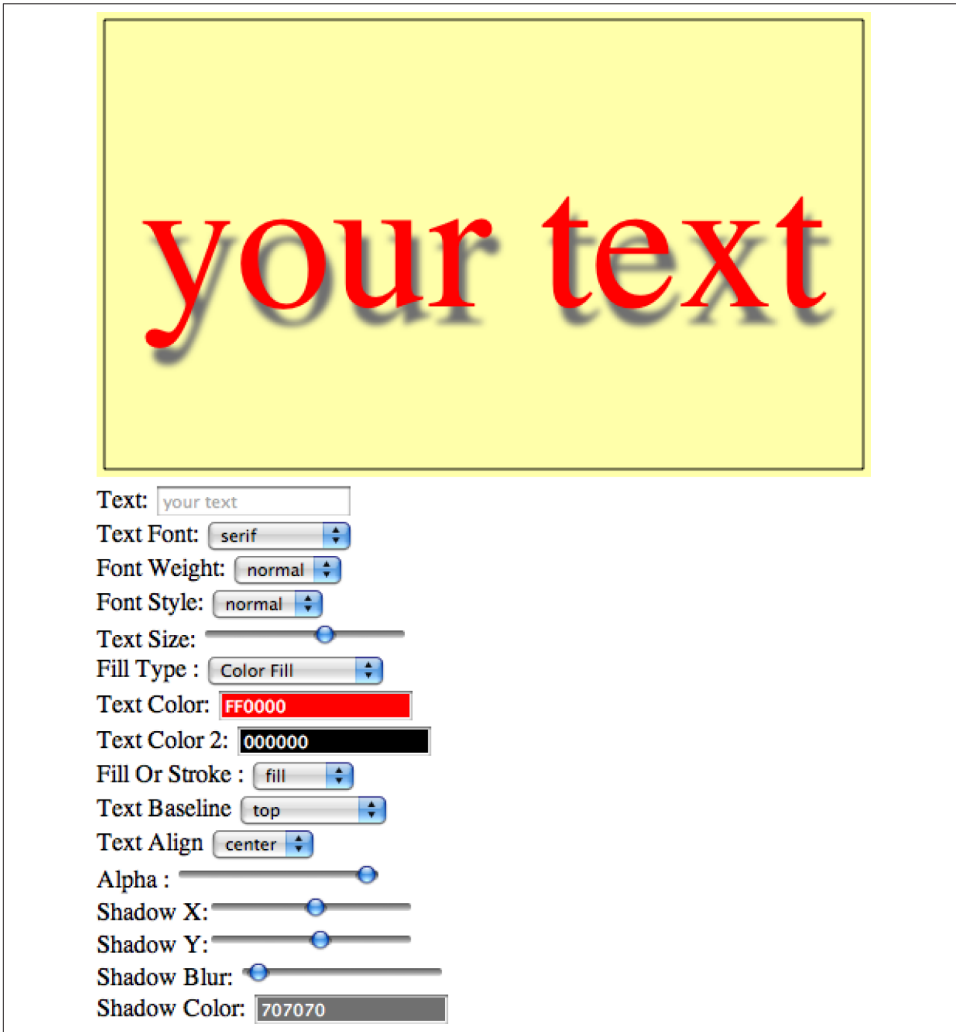 your text
Text: your text
Text Font: serif
Font Weight: normal
Font Style: normal
Text Size:
Fill Type : Color Fill
Text Color: FF0000
Text Color 2: 000000
Fill Or Stroke : fill
Text Baseline top
Text Align center
Alpha :
Shadow X:
Shadow Y:
Shadow Blur:
Shadow Color: 707070